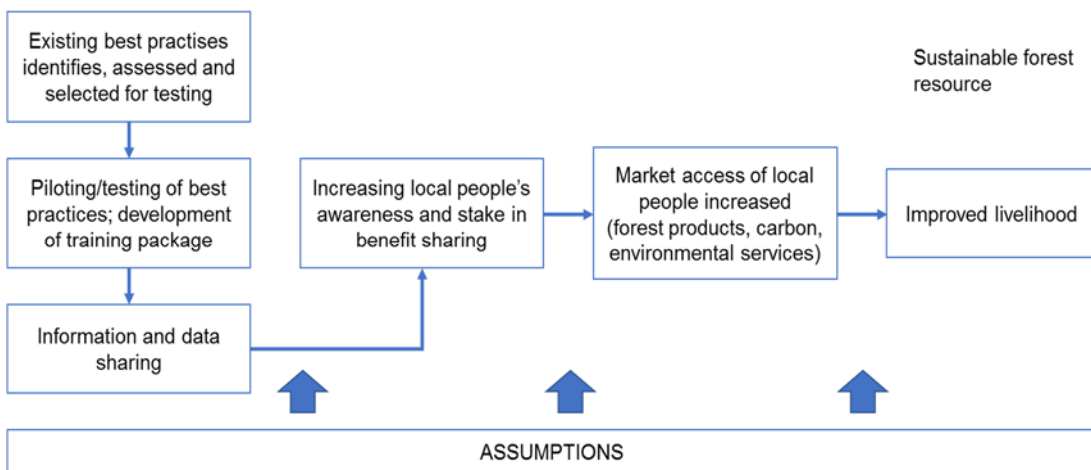 Existing best practises
identifies, assessed and
selected for testing
Sustainable forest
resource
Piloting/testing of best
practices; development
of training package
Increasing local people's
awareness and stake in
benefit sharing
Market access of local
people increased
(forest products, carbon,
environmental services)
Improved livelihood
Information and data
sharing
ASSUMPTIONS